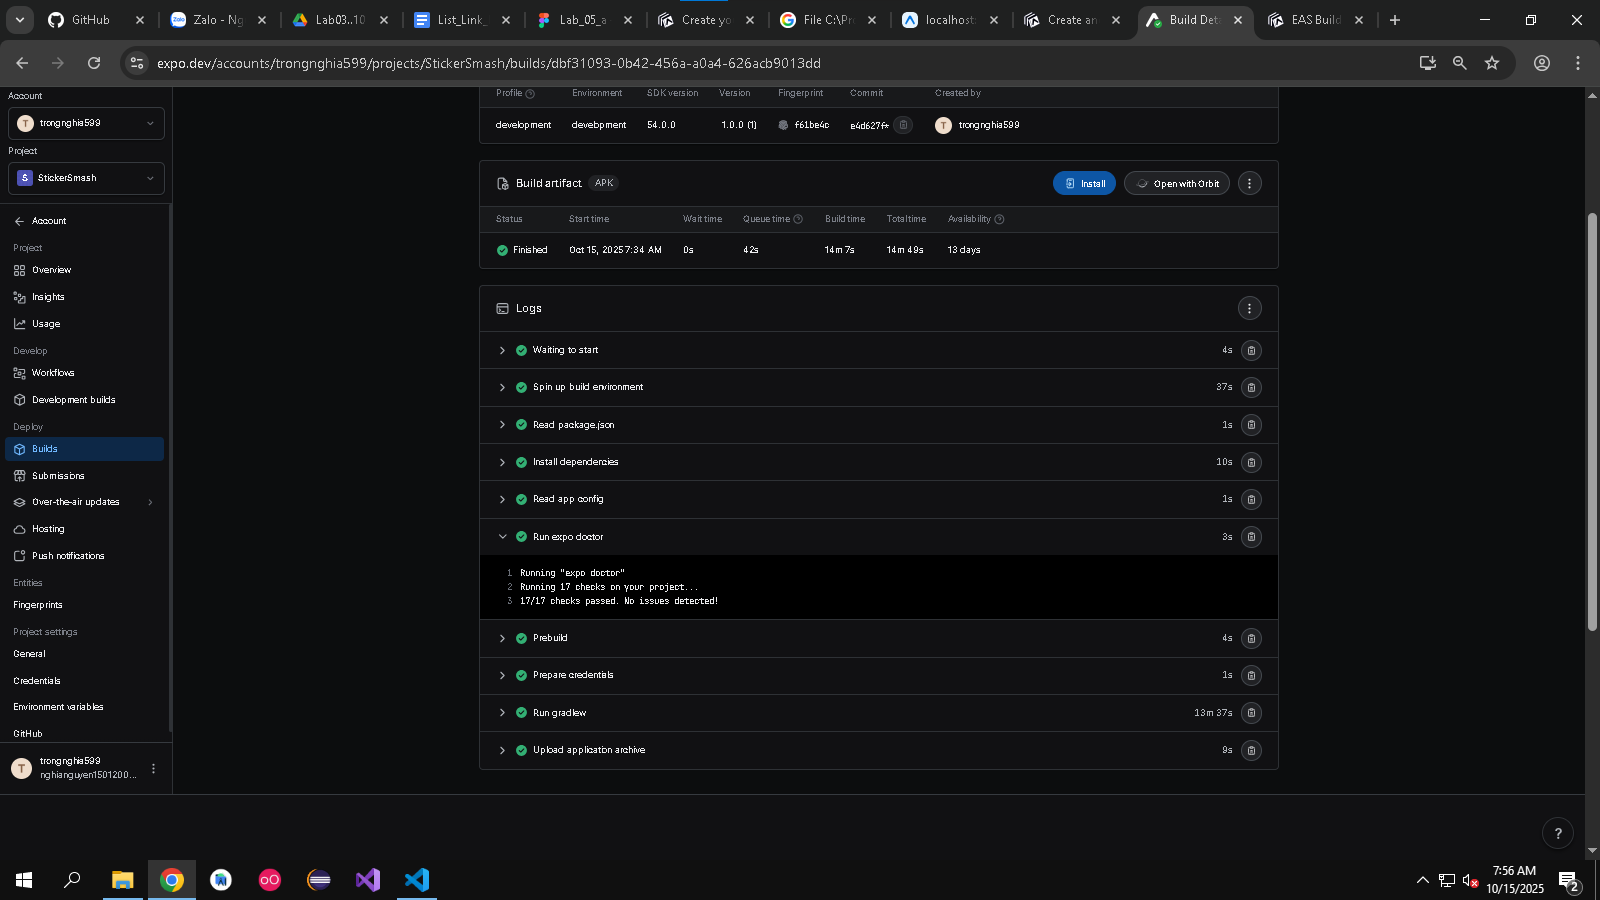 GitHub
Zalo - Ng
Lab03..10
List_Link_
Lab_05_a
Create yo
File C:\Pr
localhost:
Create an
Build Det
EAS Build
expo.dev/accounts/trongnghia599/projects/StickerSmash/builds/dbf31093-0b42-456a-a0a4-626acb9013dd
Account
T trongnghia599
Project
S StickerSmash
Account
Project
Overview
Insights
Usage
Develop
Workflows
Development builds
Deploy
Builds
Submissions
Over-the-air updates
Hosting
Push notifications
Entities
Fingerprints
Project settings
General
Credentials
Environment variables
GitHub
T trongnghia599
nghianguyen1501200...
Profile Environment SDK version Version Fingerprint Commit Created by
development development 54.0.0 1.0.0 (1) f61be4c e4d627f* T trongnghia599
Build artifact APK Install Open with Orbit
Status Start time Wait time Queue time Build time Total time Availability
Finished Oct 15, 2025 7:34 AM 0s 42s 14m 7s 14m 49s 13 days
Logs
Waiting to start 4s
Spin up build environment 37s
Read package.json 1s
Install dependencies 10s
Read app config 1s
Run expo doctor 3s
1 Running "expo doctor"
2 Running 17 checks on your project...
3 17/17 checks passed. No issues detected!
Prebuild 4s
Prepare credentials 1s
Run gradlew 13m 37s
Upload application archive 9s
?
7:56 AM
10/15/2025
2